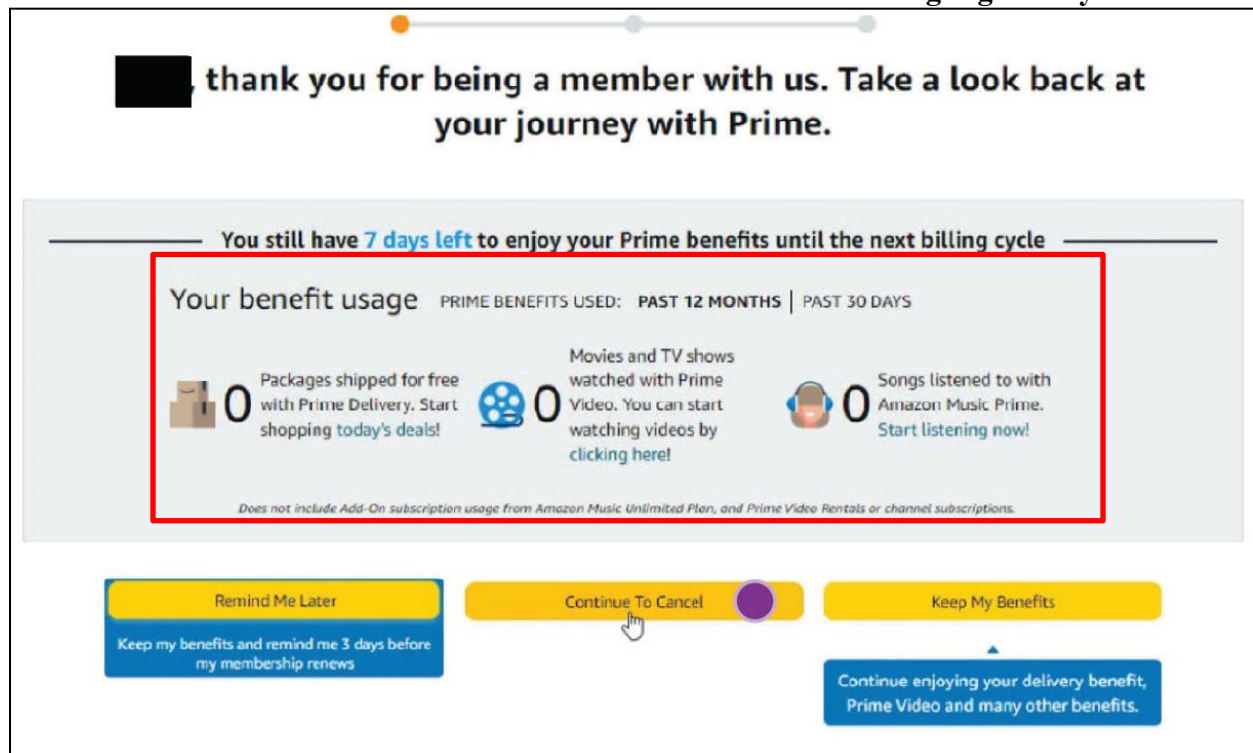 , thank you for being a member with us. Take a look back at
your journey with Prime.
You still have 7 days left to enjoy your Prime benefits until the next billing cycle
Your benefit usage PRIME BENEFITS USED: PAST 12 MONTHS | PAST 30 DAYS
0 Packages shipped for free
with Prime Delivery. Start
shopping today's deals!
0 Movies and TV shows
watched with Prime
Video. You can start
watching videos by
clicking here!
0 Songs listened to with
Amazon Music Prime.
Start listening now!
Does not include Add-On subscription usage from Amazon Music Unlimited Plan, and Prime Video Rentals or channel subscriptions.
Remind Me Later
Keep my benefits and remind me 3 days before
my membership renews
Continue To Cancel
Keep My Benefits
Continue enjoying your delivery benefit,
Prime Video and many other benefits.